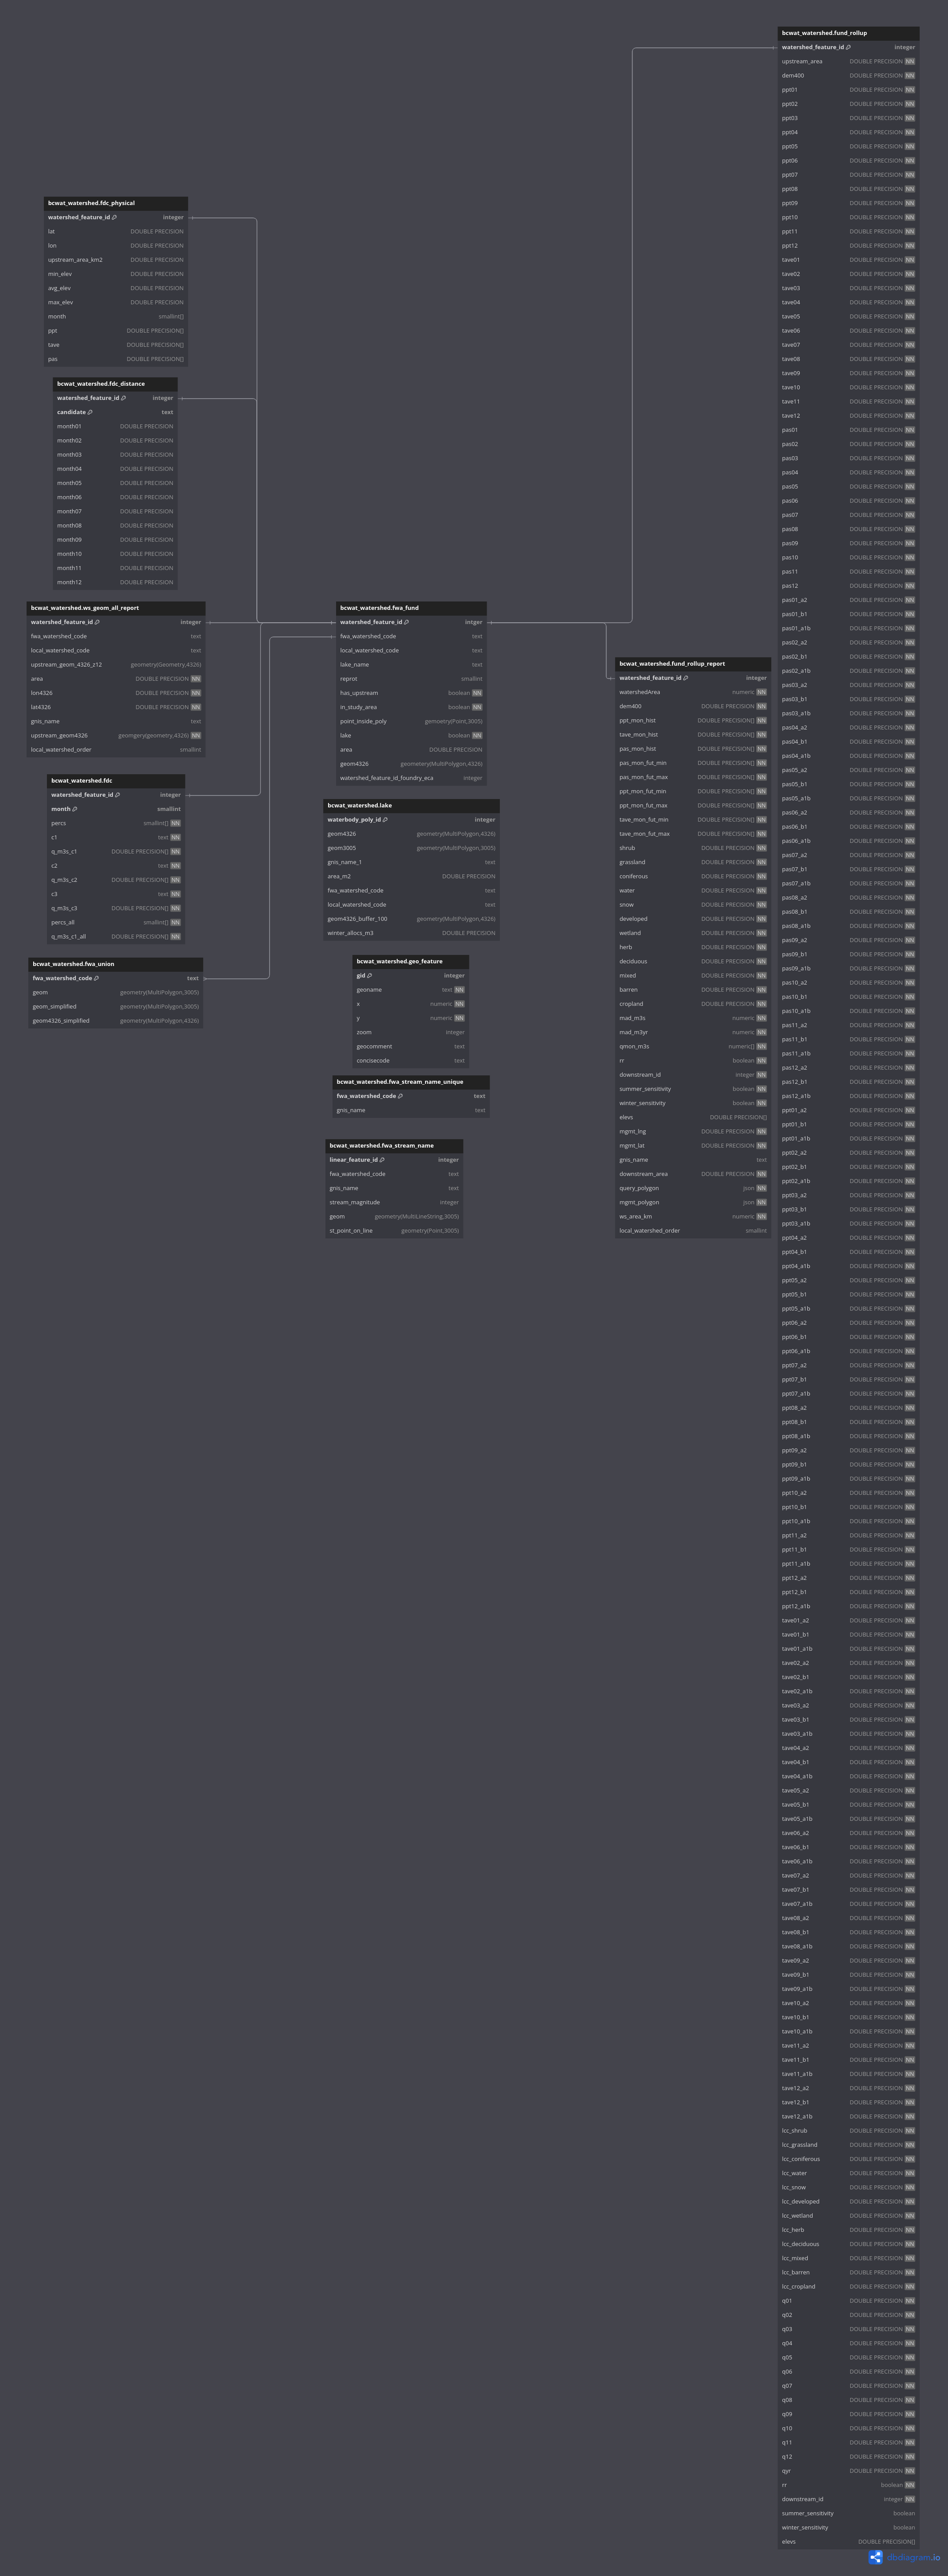 bcwat_watershed.fdc_physical
watershed_feature_id integer
lat DOUBLE PRECISION
lon DOUBLE PRECISION
upstream_area_km2 DOUBLE PRECISION
min_elev DOUBLE PRECISION
avg_elev DOUBLE PRECISION
max_elev DOUBLE PRECISION
month smallint[]
ppt DOUBLE PRECISION[]
tave DOUBLE PRECISION[]
pas DOUBLE PRECISION[]
bcwat_watershed.fdc_distance
watershed_feature_id integer
candidate text
month01 DOUBLE PRECISION
month02 DOUBLE PRECISION
month03 DOUBLE PRECISION
month04 DOUBLE PRECISION
month05 DOUBLE PRECISION
month06 DOUBLE PRECISION
month07 DOUBLE PRECISION
month08 DOUBLE PRECISION
month09 DOUBLE PRECISION
month10 DOUBLE PRECISION
month11 DOUBLE PRECISION
month12 DOUBLE PRECISION
bcwat_watershed.ws_geom_all_report
watershed_feature_id integer
fwa_watershed_code text
local_watershed_code text
upstream_geom_4326_z12 geometry(Geometry,4326)
area DOUBLE PRECISION NN
lon4326 DOUBLE PRECISION NN
lat4326 DOUBLE PRECISION NN
gnis_name text
upstream_geom4326 geomgery(geometry,4326) NN
local_watershed_order smallint
bcwat_watershed.fdc
watershed_feature_id integer
month smallint
percs smallint[] NN
c1 text NN
q_m3s_c1 DOUBLE PRECISION[] NN
c2 text NN
q_m3s_c2 DOUBLE PRECISION[] NN
c3 text NN
q_m3s_c3 DOUBLE PRECISION[] NN
percs_all smallint[] NN
q_m3s_c1_all DOUBLE PRECISION[] NN
bcwat_watershed.fwa_union
fwa_watershed_code text
geom geometry(MultiPolygon,3005)
geom_simplified geometry(MultiPolygon,3005)
geom4326_simplified geometry(MultiPolygon,4326)
bcwat_watershed.fwa_fund
watershed_feature_id intger
fwa_watershed_code text
local_watershed_code text
lake_name text
reprot smallint
has_upstream boolean NN
in_study_area boolean NN
point_inside_poly gemoetry(Point,3005)
lake boolean NN
area DOUBLE PRECISION
geom4326 geometery(MultiPolygon,4326)
watershed_feature_id_foundry_eca integer
bcwat_watershed.lake
waterbody_poly_id integer
geom4326 geometry(MultiPolygon,4326)
geom3005 geometry(MultiPolygon,3005)
gnis_name_1 text
area_m2 DOUBLE PRECISION
fwa_watershed_code text
local_watershed_code text
geom4326_buffer_100 geometry(MultiPolygon,4326)
winter_allocs_m3 DOUBLE PRECISION
bcwat_watershed.geo_feature
gid integer
geoname text NN
x numeric NN
y numeric NN
zoom integer
geocomment text
concisecode text
bcwat_watershed.fwa_stream_name_unique
fwa_watershed_code text
gnis_name text
bcwat_watershed.fwa_stream_name
linear_feature_id integer
fwa_watershed_code text
gnis_name text
stream_magnitude integer
geom geometry(MultiLineString,3005)
st_point_on_line geometry(Point,3005)
bcwat_watershed.fund_rollup_report
watershed_feature_id integer
watershedArea numeric NN
dem400 DOUBLE PRECISION NN
ppt_mon_hist DOUBLE PRECISION[] NN
tave_mon_hist DOUBLE PRECISION[] NN
pas_mon_hist DOUBLE PRECISION[] NN
pas_mon_fut_min DOUBLE PRECISION[] NN
pas_mon_fut_max DOUBLE PRECISION[] NN
ppt_mon_fut_min DOUBLE PRECISION[] NN
ppt_mon_fut_max DOUBLE PRECISION[] NN
tave_mon_fut_min DOUBLE PRECISION[] NN
tave_mon_fut_max DOUBLE PRECISION[] NN
shrub DOUBLE PRECISION NN
grassland DOUBLE PRECISION NN
coniferous DOUBLE PRECISION NN
water DOUBLE PRECISION NN
snow DOUBLE PRECISION NN
developed DOUBLE PRECISION NN
wetland DOUBLE PRECISION NN
herb DOUBLE PRECISION NN
deciduous DOUBLE PRECISION NN
mixed DOUBLE PRECISION NN
barren DOUBLE PRECISION NN
cropland DOUBLE PRECISION NN
mad_m3s numeric NN
mad_m3yr numeric NN
qmon_m3s numeric[] NN
rr boolean NN
downstream_id integer NN
summer_sensitivity boolean NN
winter_sensitivity boolean NN
elevs DOUBLE PRECISION[]
mgmt_lng DOUBLE PRECISION NN
mgmt_lat DOUBLE PRECISION NN
gnis_name text
downstream_area DOUBLE PRECISION NN
query_polygon json NN
mgmt_polygon json NN
ws_area_km numeric NN
local_watershed_order smallint
bcwat_watershed.fund_rollup
watershed_feature_id integer
upstream_area DOUBLE PRECISION NN
dem400 DOUBLE PRECISION NN
ppt01 DOUBLE PRECISION NN
ppt02 DOUBLE PRECISION NN
ppt03 DOUBLE PRECISION NN
ppt04 DOUBLE PRECISION NN
ppt05 DOUBLE PRECISION NN
ppt06 DOUBLE PRECISION NN
ppt07 DOUBLE PRECISION NN
ppt08 DOUBLE PRECISION NN
ppt09 DOUBLE PRECISION NN
ppt10 DOUBLE PRECISION NN
ppt11 DOUBLE PRECISION NN
ppt12 DOUBLE PRECISION NN
tave01 DOUBLE PRECISION NN
tave02 DOUBLE PRECISION NN
tave03 DOUBLE PRECISION NN
tave04 DOUBLE PRECISION NN
tave05 DOUBLE PRECISION NN
tave06 DOUBLE PRECISION NN
tave07 DOUBLE PRECISION NN
tave08 DOUBLE PRECISION NN
tave09 DOUBLE PRECISION NN
tave10 DOUBLE PRECISION NN
tave11 DOUBLE PRECISION NN
tave12 DOUBLE PRECISION NN
pas01 DOUBLE PRECISION NN
pas02 DOUBLE PRECISION NN
pas03 DOUBLE PRECISION NN
pas04 DOUBLE PRECISION NN
pas05 DOUBLE PRECISION NN
pas06 DOUBLE PRECISION NN
pas07 DOUBLE PRECISION NN
pas08 DOUBLE PRECISION NN
pas09 DOUBLE PRECISION NN
pas10 DOUBLE PRECISION NN
pas11 DOUBLE PRECISION NN
pas12 DOUBLE PRECISION NN
pas01_a2 DOUBLE PRECISION NN
pas01_b1 DOUBLE PRECISION NN
pas01_a1b DOUBLE PRECISION NN
pas02_a2 DOUBLE PRECISION NN
pas02_b1 DOUBLE PRECISION NN
pas02_a1b DOUBLE PRECISION NN
pas03_a2 DOUBLE PRECISION NN
pas03_b1 DOUBLE PRECISION NN
pas03_a1b DOUBLE PRECISION NN
pas04_a2 DOUBLE PRECISION NN
pas04_b1 DOUBLE PRECISION NN
pas04_a1b DOUBLE PRECISION NN
pas05_a2 DOUBLE PRECISION NN
pas05_b1 DOUBLE PRECISION NN
pas05_a1b DOUBLE PRECISION NN
pas06_a2 DOUBLE PRECISION NN
pas06_b1 DOUBLE PRECISION NN
pas06_a1b DOUBLE PRECISION NN
pas07_a2 DOUBLE PRECISION NN
pas07_b1 DOUBLE PRECISION NN
pas07_a1b DOUBLE PRECISION NN
pas08_a2 DOUBLE PRECISION NN
pas08_b1 DOUBLE PRECISION NN
pas08_a1b DOUBLE PRECISION NN
pas09_a2 DOUBLE PRECISION NN
pas09_b1 DOUBLE PRECISION NN
pas09_a1b DOUBLE PRECISION NN
pas10_a2 DOUBLE PRECISION NN
pas10_b1 DOUBLE PRECISION NN
pas10_a1b DOUBLE PRECISION NN
pas11_a2 DOUBLE PRECISION NN
pas11_b1 DOUBLE PRECISION NN
pas11_a1b DOUBLE PRECISION NN
pas12_a2 DOUBLE PRECISION NN
pas12_b1 DOUBLE PRECISION NN
pas12_a1b DOUBLE PRECISION NN
ppt01_a2 DOUBLE PRECISION NN
ppt01_b1 DOUBLE PRECISION NN
ppt01_a1b DOUBLE PRECISION NN
ppt02_a2 DOUBLE PRECISION NN
ppt02_b1 DOUBLE PRECISION NN
ppt02_a1b DOUBLE PRECISION NN
ppt03_a2 DOUBLE PRECISION NN
ppt03_b1 DOUBLE PRECISION NN
ppt03_a1b DOUBLE PRECISION NN
ppt04_a2 DOUBLE PRECISION NN
ppt04_b1 DOUBLE PRECISION NN
ppt04_a1b DOUBLE PRECISION NN
ppt05_a2 DOUBLE PRECISION NN
ppt05_b1 DOUBLE PRECISION NN
ppt05_a1b DOUBLE PRECISION NN
ppt06_a2 DOUBLE PRECISION NN
ppt06_b1 DOUBLE PRECISION NN
ppt06_a1b DOUBLE PRECISION NN
ppt07_a2 DOUBLE PRECISION NN
ppt07_b1 DOUBLE PRECISION NN
ppt07_a1b DOUBLE PRECISION NN
ppt08_a2 DOUBLE PRECISION NN
ppt08_b1 DOUBLE PRECISION NN
ppt08_a1b DOUBLE PRECISION NN
ppt09_a2 DOUBLE PRECISION NN
ppt09_b1 DOUBLE PRECISION NN
ppt09_a1b DOUBLE PRECISION NN
ppt10_a2 DOUBLE PRECISION NN
ppt10_b1 DOUBLE PRECISION NN
ppt10_a1b DOUBLE PRECISION NN
ppt11_a2 DOUBLE PRECISION NN
ppt11_b1 DOUBLE PRECISION NN
ppt11_a1b DOUBLE PRECISION NN
ppt12_a2 DOUBLE PRECISION NN
ppt12_b1 DOUBLE PRECISION NN
ppt12_a1b DOUBLE PRECISION NN
tave01_a2 DOUBLE PRECISION NN
tave01_b1 DOUBLE PRECISION NN
tave01_a1b DOUBLE PRECISION NN
tave02_a2 DOUBLE PRECISION NN
tave02_b1 DOUBLE PRECISION NN
tave02_a1b DOUBLE PRECISION NN
tave03_a2 DOUBLE PRECISION NN
tave03_b1 DOUBLE PRECISION NN
tave03_a1b DOUBLE PRECISION NN
tave04_a2 DOUBLE PRECISION NN
tave04_b1 DOUBLE PRECISION NN
tave04_a1b DOUBLE PRECISION NN
tave05_a2 DOUBLE PRECISION NN
tave05_b1 DOUBLE PRECISION NN
tave05_a1b DOUBLE PRECISION NN
tave06_a2 DOUBLE PRECISION NN
tave06_b1 DOUBLE PRECISION NN
tave06_a1b DOUBLE PRECISION NN
tave07_a2 DOUBLE PRECISION NN
tave07_b1 DOUBLE PRECISION NN
tave07_a1b DOUBLE PRECISION NN
tave08_a2 DOUBLE PRECISION NN
tave08_b1 DOUBLE PRECISION NN
tave08_a1b DOUBLE PRECISION NN
tave09_a2 DOUBLE PRECISION NN
tave09_b1 DOUBLE PRECISION NN
tave09_a1b DOUBLE PRECISION NN
tave10_a2 DOUBLE PRECISION NN
tave10_b1 DOUBLE PRECISION NN
tave10_a1b DOUBLE PRECISION NN
tave11_a2 DOUBLE PRECISION NN
tave11_b1 DOUBLE PRECISION NN
tave11_a1b DOUBLE PRECISION NN
tave12_a2 DOUBLE PRECISION NN
tave12_b1 DOUBLE PRECISION NN
tave12_a1b DOUBLE PRECISION NN
lcc_shrub DOUBLE PRECISION NN
lcc_grassland DOUBLE PRECISION NN
lcc_coniferous DOUBLE PRECISION NN
lcc_water DOUBLE PRECISION NN
lcc_snow DOUBLE PRECISION NN
lcc_developed DOUBLE PRECISION NN
lcc_wetland DOUBLE PRECISION NN
lcc_herb DOUBLE PRECISION NN
lcc_deciduous DOUBLE PRECISION NN
lcc_mixed DOUBLE PRECISION NN
lcc_barren DOUBLE PRECISION NN
lcc_cropland DOUBLE PRECISION NN
q01 DOUBLE PRECISION NN
q02 DOUBLE PRECISION NN
q03 DOUBLE PRECISION NN
q04 DOUBLE PRECISION NN
q05 DOUBLE PRECISION NN
q06 DOUBLE PRECISION NN
q07 DOUBLE PRECISION NN
q08 DOUBLE PRECISION NN
q09 DOUBLE PRECISION NN
q10 DOUBLE PRECISION NN
q11 DOUBLE PRECISION NN
q12 DOUBLE PRECISION NN
qyr DOUBLE PRECISION NN
rr boolean NN
downstream_id integer NN
summer_sensitivity boolean
winter_sensitivity boolean
elevs DOUBLE PRECISION[]
dbdiagram.io